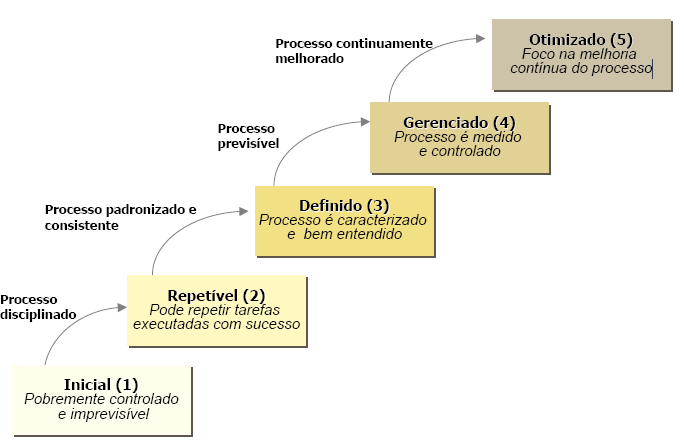 Processo continuamente
melhorado
Otimizado (5)
Foco na melhoria
contínua do processo
Processo
previsível
Gerenciado (4)
Processo é medido
e controlado
Processo padronizado e
consistente
Definido (3)
Processo é caracterizado
e bem entendido
Processo
disciplinado
Repetível (2)
Pode repetir tarefas
executadas com sucesso
Inicial (1)
Pobremente controlado
e imprevisível